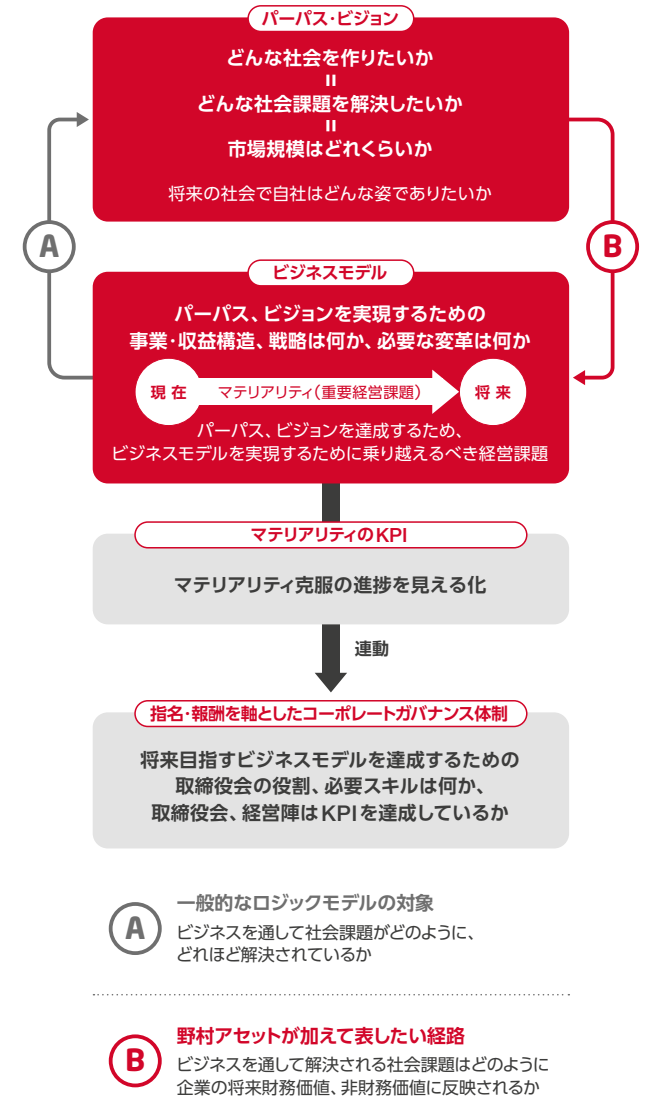 パーパス・ビジョン
どんな社会を作りたいか
=
どんな社会課題を解決したいか
=
市場規模はどれくらいか
将来の社会で自社はどんな姿でありたいか
A
B
ビジネスモデル
パーパス、ビジョンを実現するための
事業・収益構造、戦略は何か、必要な変革は何か
現在 マテリアリティ(重要経営課題) 将来
パーパス、ビジョンを達成するため、
ビジネスモデルを実現するために乗り越えるべき経営課題
マテリアリティのKPI
マテリアリティ克服の進捗を見える化
連動
指名・報酬を軸としたコーポレートガバナンス体制
将来目指すビジネスモデルを達成するための
取締役会の役割、必要スキルは何か、
取締役会、経営陣はKPIを達成しているか
A
一般的なロジックモデルの対象
ビジネスを通して社会課題がどのように、
どれほど解決されているか
B
野村アセットが加えて表したい経路
ビジネスを通して解決される社会課題はどのように
企業の将来財務価値、非財務価値に反映されるか